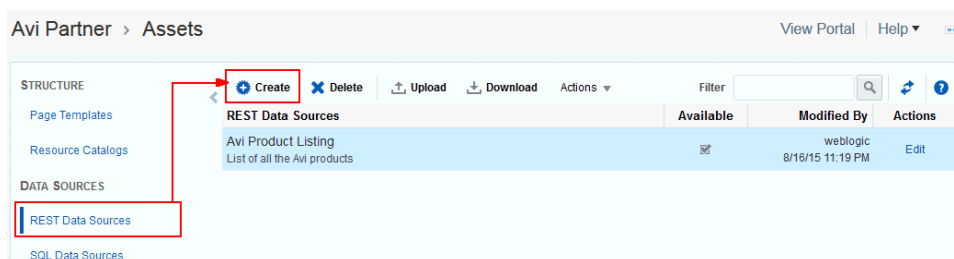 Avi Partner > Assets
View Portal
Help
STRUCTURE
Page Templates
Resource Catalogs
DATA SOURCES
REST Data Sources
SQL Data Sources
Create
Delete
Upload
Download
Actions
Filter
REST Data Sources
Available
Modified By
Actions
Avi Product Listing
List of all the Avi products
weblogic
8/16/15 11:19 PM
Edit